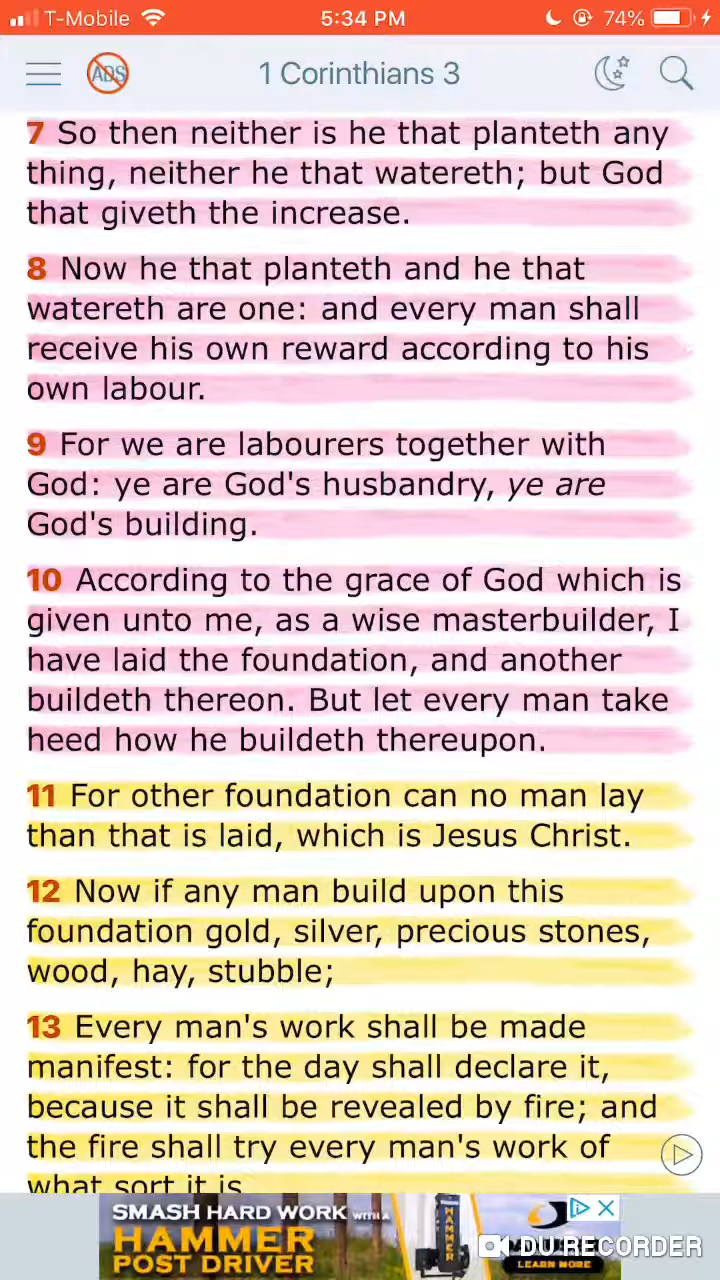 T-Mobile 5:34 PM 74%
ADS 1 Corinthians 3
7 So then neither is he that planteth any
thing, neither he that watereth; but God
that giveth the increase.
8 Now he that planteth and he that
watereth are one: and every man shall
receive his own reward according to his
own labour.
9 For we are labourers together with
God: ye are God's husbandry, ye are
God's building.
10 According to the grace of God which is
given unto me, as a wise masterbuilder, I
have laid the foundation, and another
buildeth thereon. But let every man take
heed how he buildeth thereupon.
11 For other foundation can no man lay
than that is laid, which is Jesus Christ.
12 Now if any man build upon this
foundation gold, silver, precious stones,
wood, hay, stubble;
13 Every man's work shall be made
manifest: for the day shall declare it,
because it shall be revealed by fire; and
the fire shall try every man's work of
what sort it is
SMASH HARD WORK WITH A
HAMMER
POST DRIVER
HAMMER
LEARN MORE
DU RECORDER